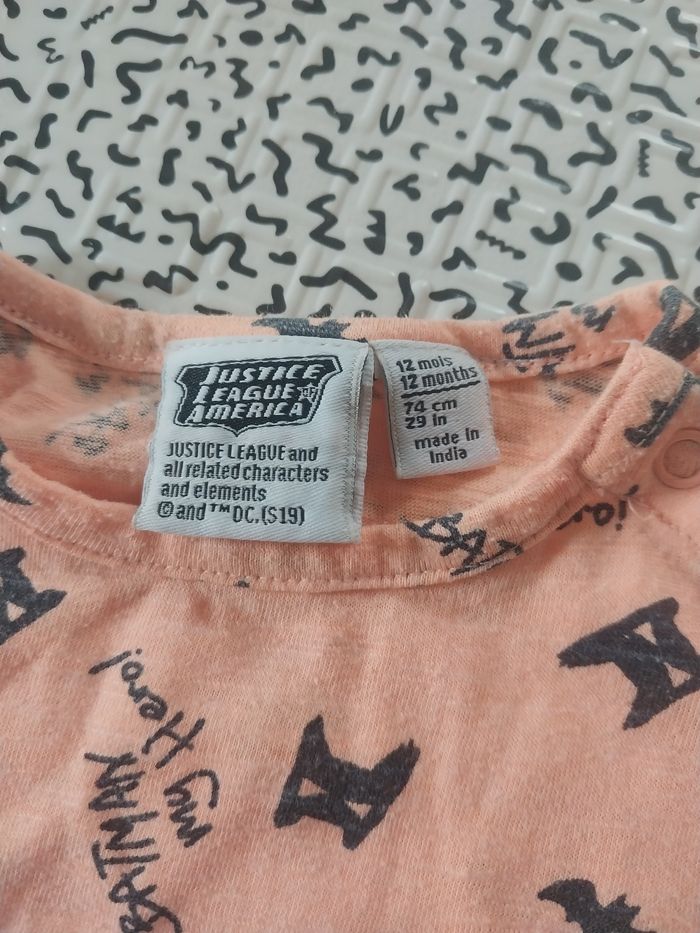 JUSTICE
LEAGUE
AMERICA
JUSTICE LEAGUE and
all related characters
and elements
© and ™ DC. (S19)
12 mois
12 months
74 cm
29 in
made in
India
BATMAN
my Hero!